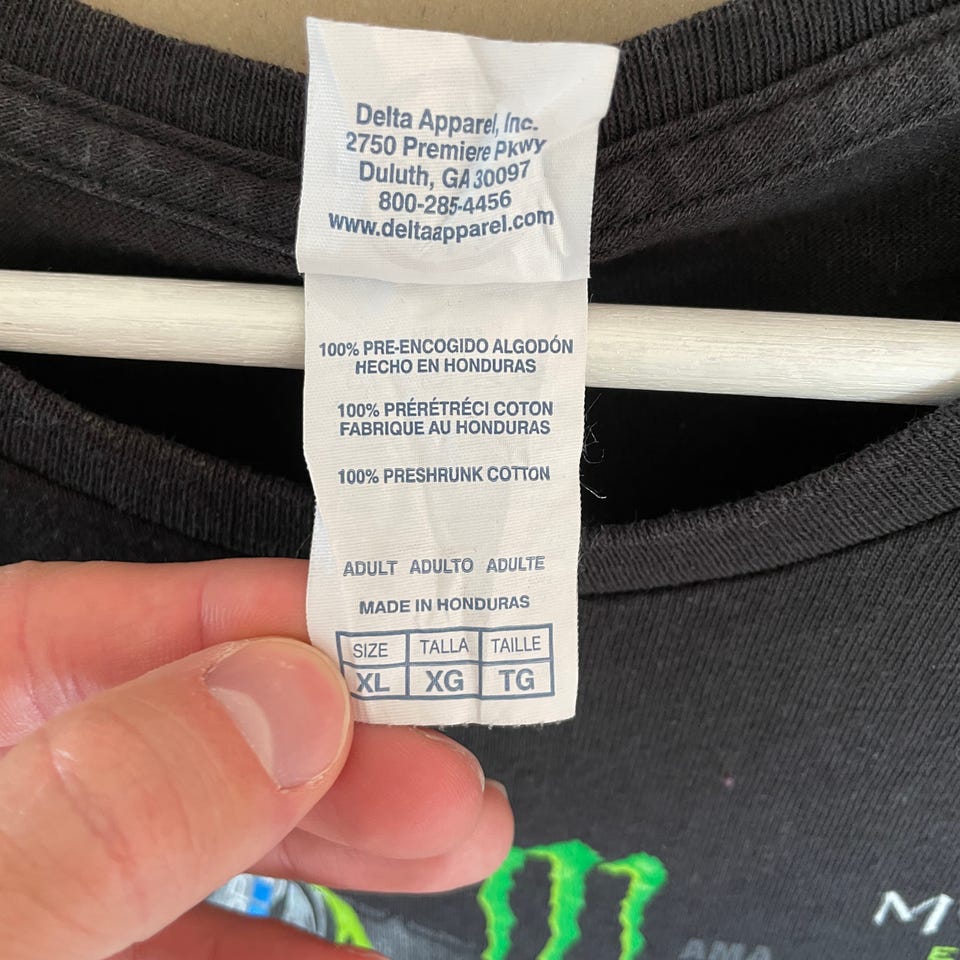 Delta Apparel, Inc.
2750 Premiere Pkwy
Duluth, GA 30097
800-285-4456
www.deltaapparel.com
100% PRE-ENCOGIDO ALGODÓN
HECHO EN HONDURAS
100% PRÉRÉTRÉCI COTON
FABRIQUE AU HONDURAS
100% PRESHRUNK COTTON
ADULT ADULTO ADULTE
MADE IN HONDURAS
SIZE TALLA TAILLE
XL XG TG
AMA